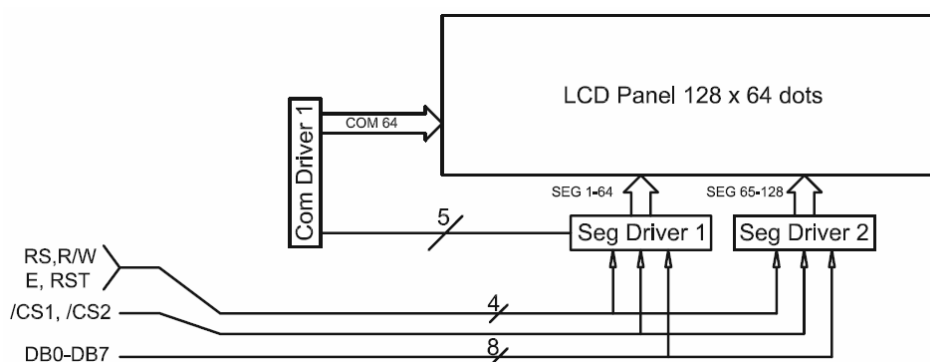 LCD Panel 128 x 64 dots
Com Driver 1
COM 64
SEG 1-64
SEG 65-128
5
Seg Driver 1
Seg Driver 2
RS,R/W
E, RST
4
/CS1, /CS2
DB0-DB7
8